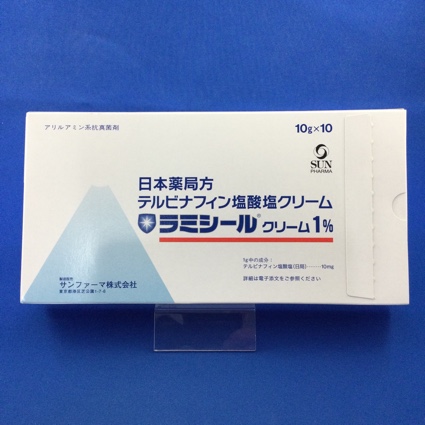 アリルアミン系抗真菌剤
10g×10
SUN
PHARMA
日本薬局方
テルビナフィン塩酸塩クリーム
ラミシール® クリーム1%
1g中の成分：
テルビナフィン塩酸塩(日局)………10mg
詳細は電子添文をご参照ください
製造販売
サンファーマ株式会社